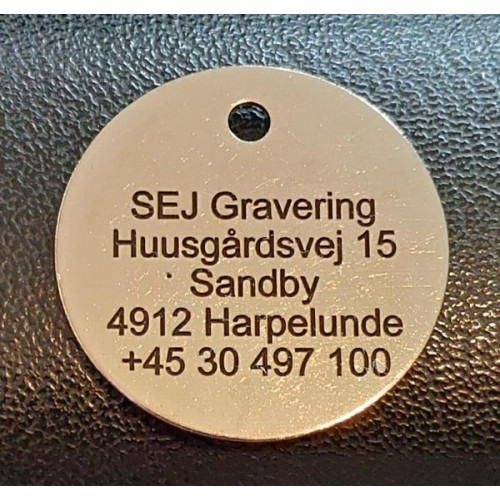 SEJ Gravering
Huusgårdsvej 15
Sandby
4912 Harpelunde
+45 30 497 100